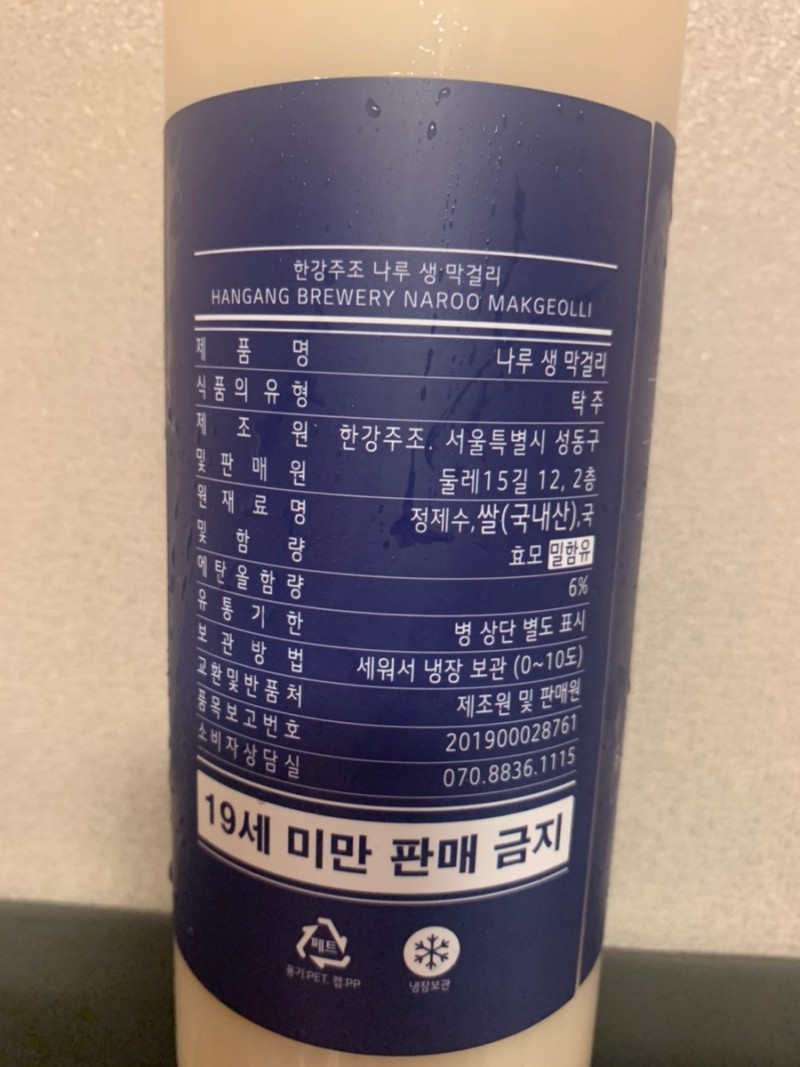 한강주조 나루 생 막걸리
HANGANG BREWERY NAROO MAKGEOLLI
제품명 나루 생 막걸리
식품의유형 탁주
제조원 한강주조. 서울특별시 성동구
및판매원 둘레15길 12, 2층
원재료명 정제수,쌀(국내산),국
및함량 효모 밀함유
에탄올함량 6%
유통기한 병 상단 별도 표시
보관방법 세워서 냉장 보관 (0~10도)
교환및반품처 제조원 및 판매원
품목보고번호 201900028761
소비자상담실 070.8836.1115
19세 미만 판매 금지
페트
용기:PET. 캡:PP
냉장보관